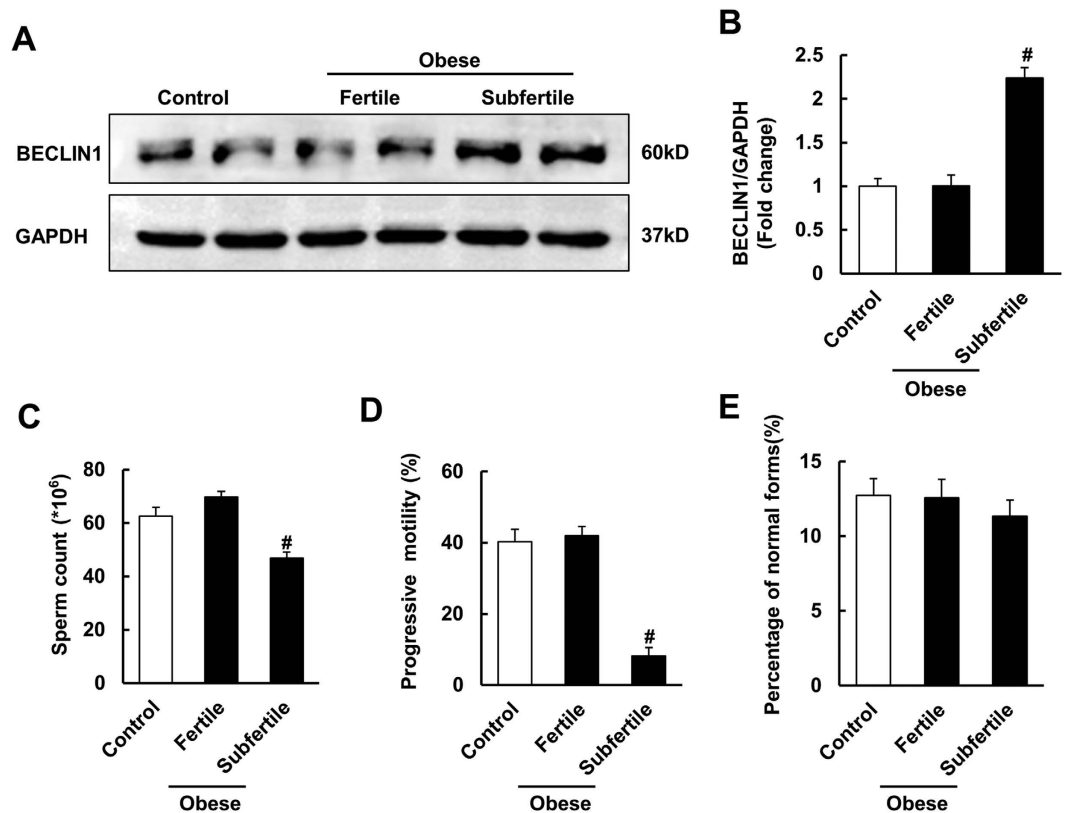 A
Obese
Control Fertile Subfertile
BECLIN1 60kD
GAPDH 37kD
B
BECLIN1/GAPDH
(Fold change)
2.5
2
1.5
1
0.5
0
#
Control
Fertile
Subfertile
Obese
C
Sperm count (*10⁶)
80
60
40
20
0
#
Control
Fertile
Subfertile
Obese
D
Progressive motility (%)
60
40
20
0
#
Control
Fertile
Subfertile
Obese
E
Percentage of normal forms(%)
15
10
5
0
Control
Fertile
Subfertile
Obese